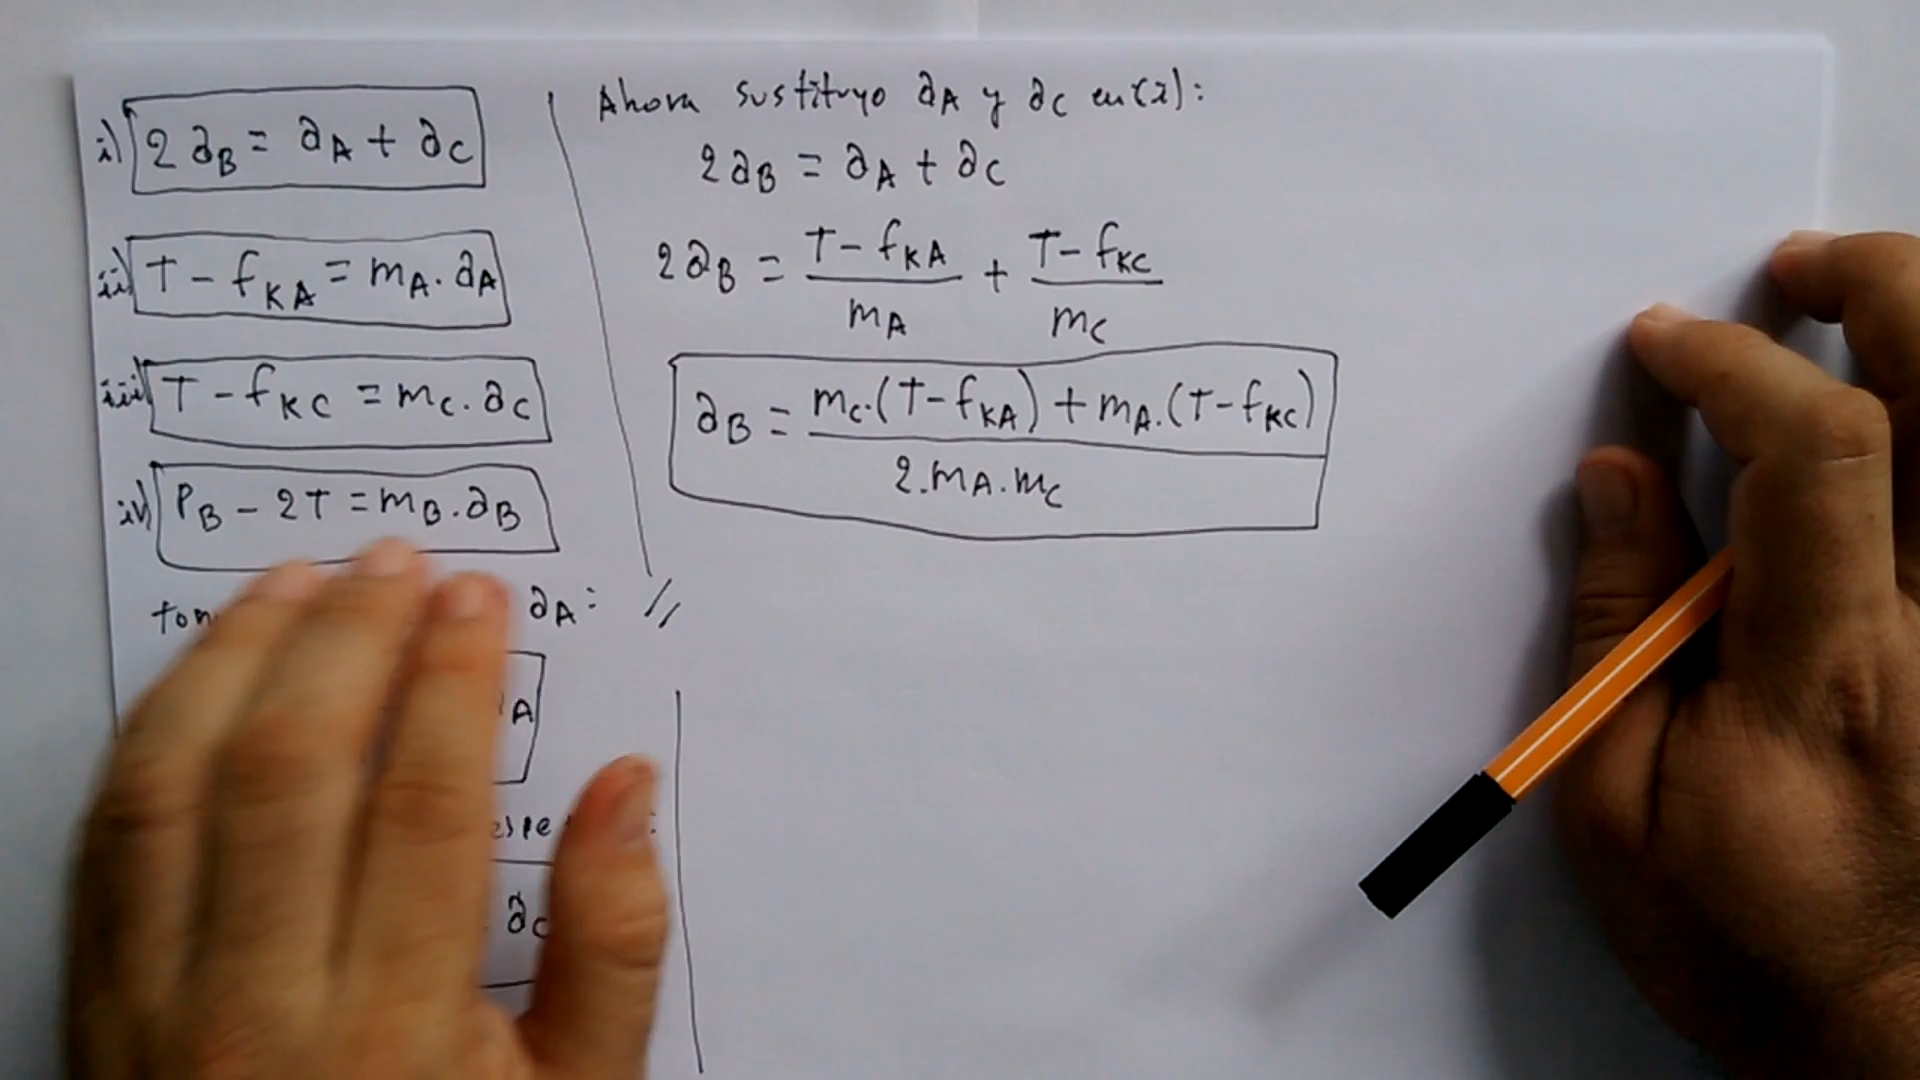 i) 2 aB = aA + aC
ii) T - fKA = mA . aA
iii) T - fKC = mC . aC
iv) PB - 2T = mB . aB
aA :
A
:
aC
Ahora sustituyo aA y aC en (i):
2aB = aA + aC
2aB = T - fKA / mA + T - fKC / mC
aB = mC.(T - fKA) + mA.(T - fKC) / 2.mA.mC